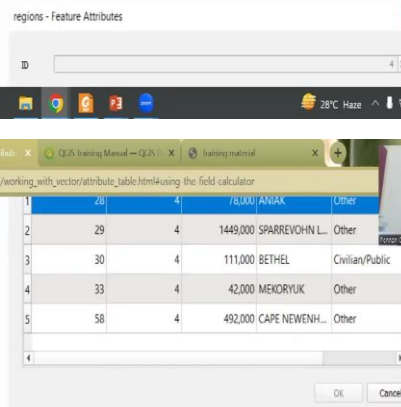 regions - Feature Attributes
ID 4
28°C Haze
QGIS Training Manual — QGIS D X Training material X +
/working_with_vector/attribute_table.html#using-the-field-calculator
1 28 4 78,000 ANIAK Other
2 29 4 1449,000 SPARREVOHN L... Other
3 30 4 111,000 BETHEL Civilian/Public
4 33 4 42,000 MEKORYUK Other
5 58 4 492,000 CAPE NEWENH... Other
OK Cancel